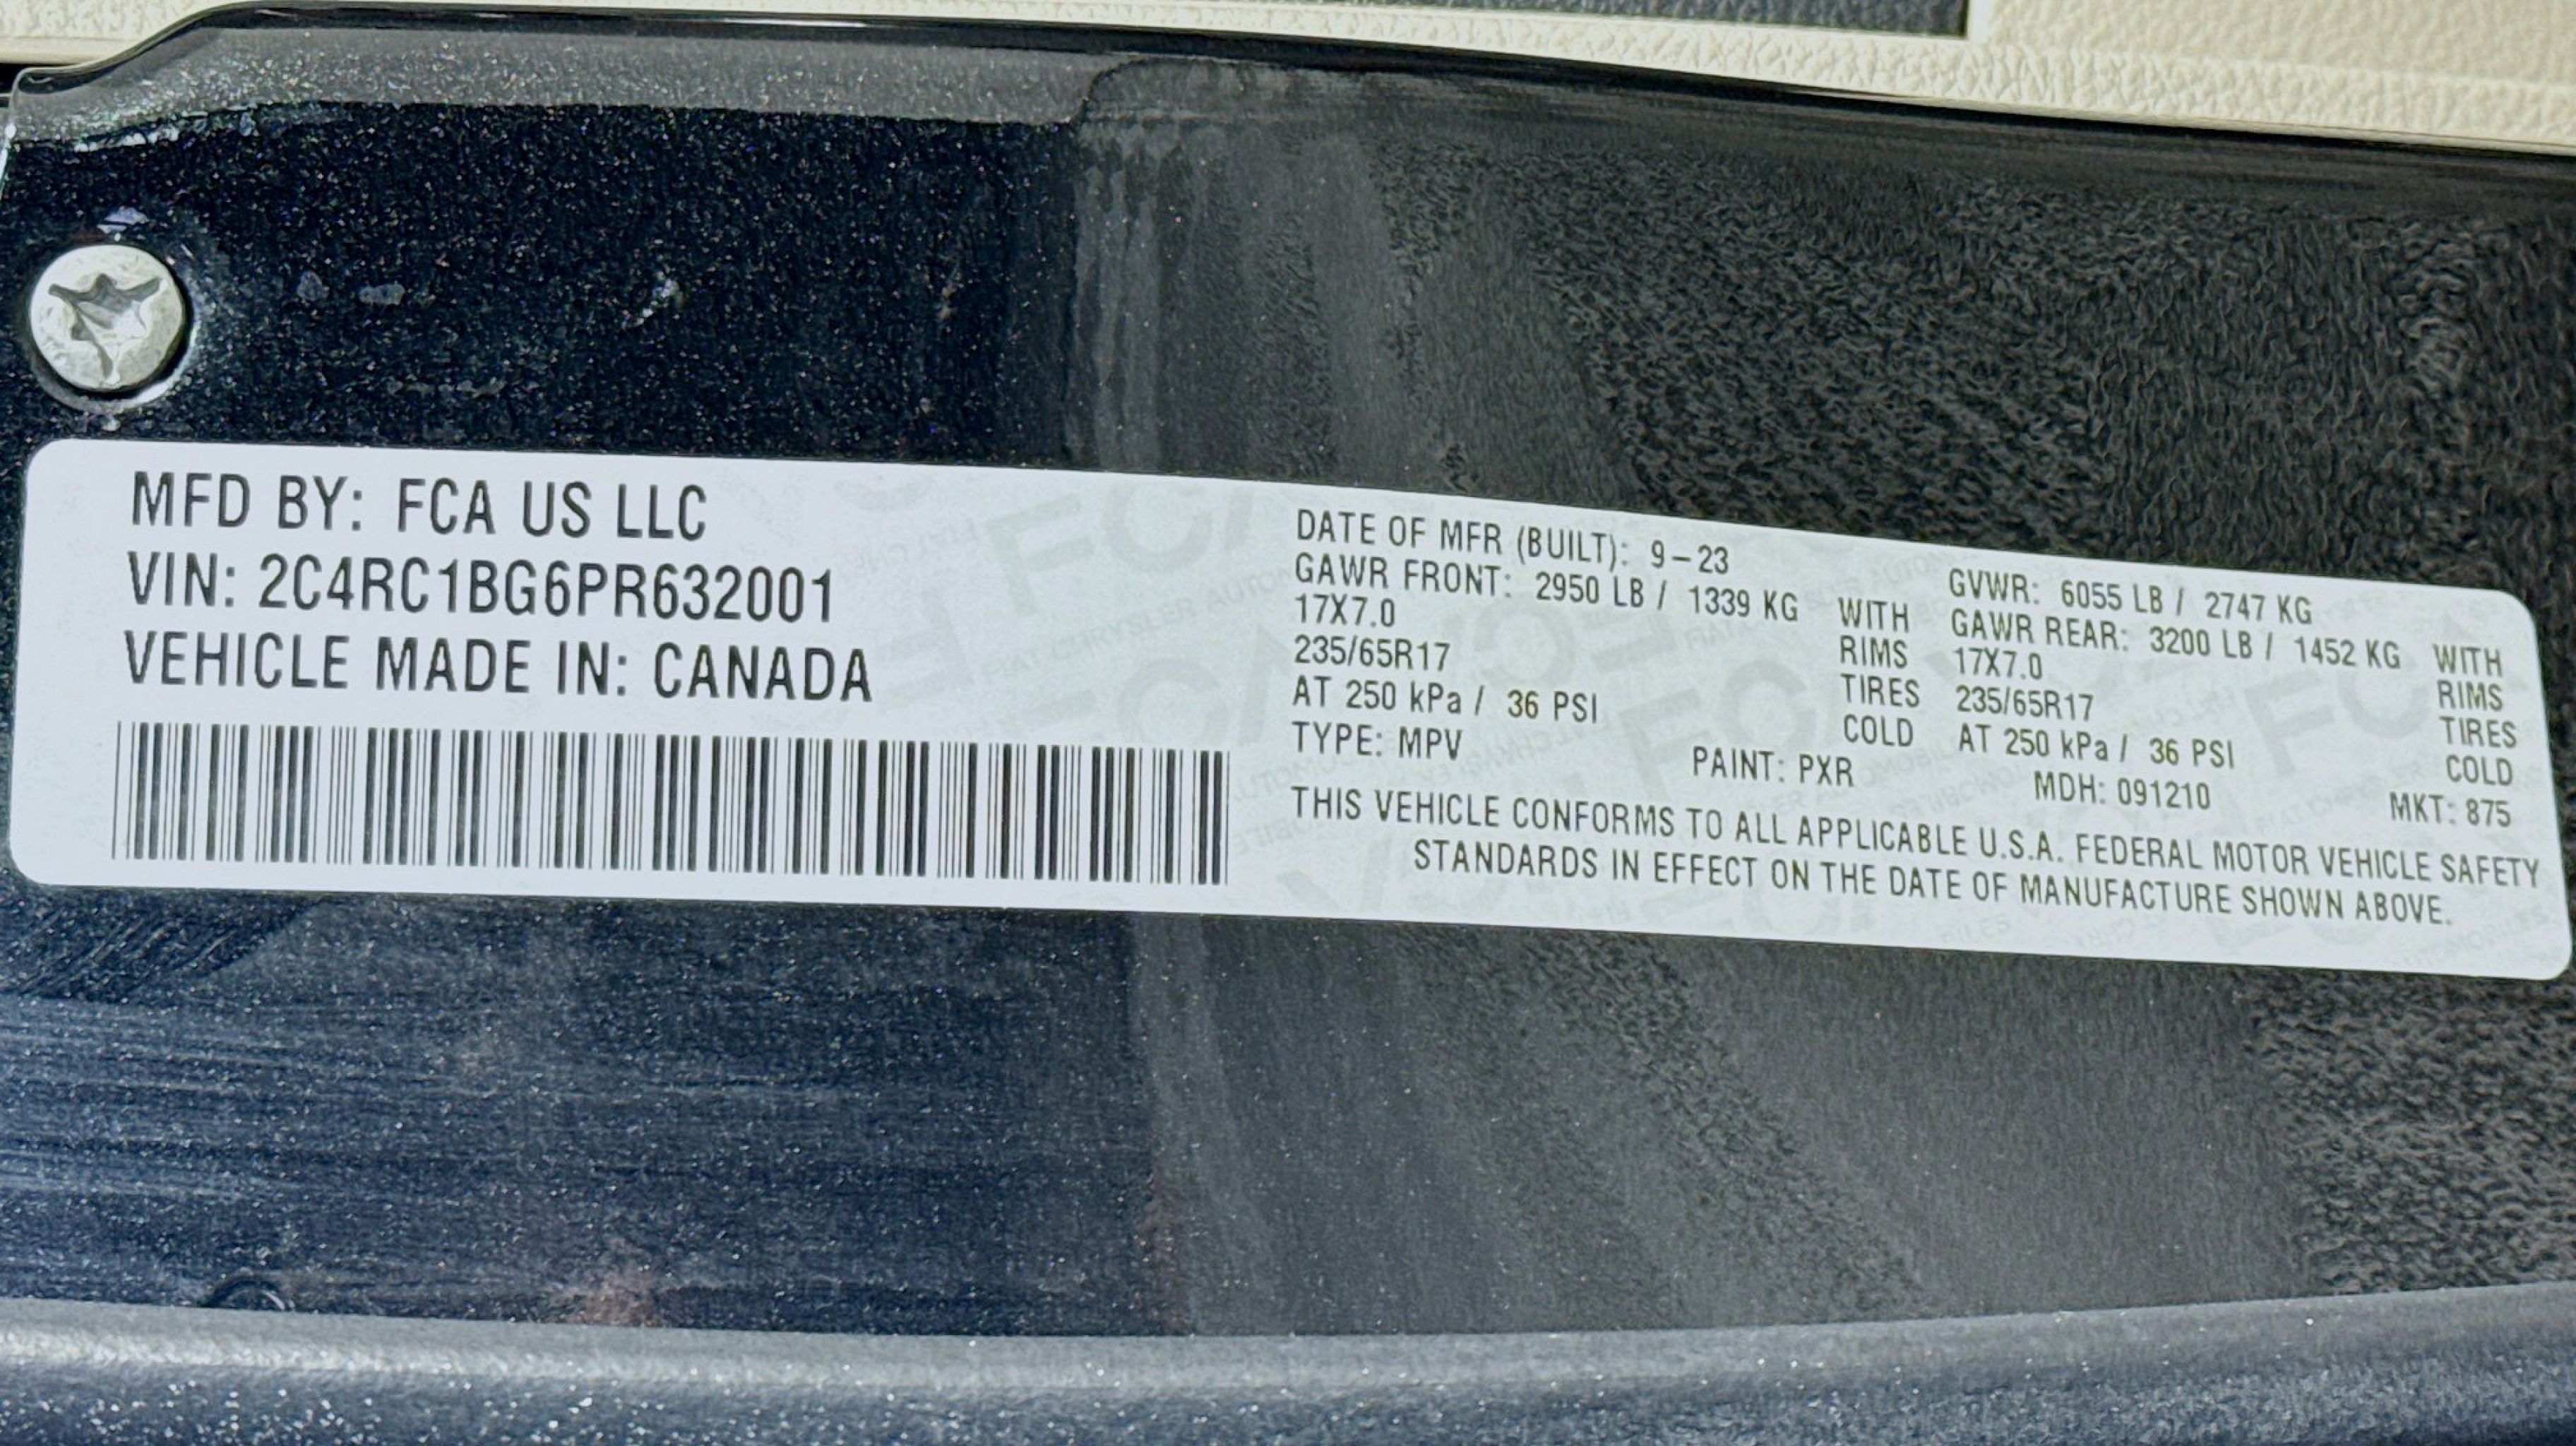 MFD BY: FCA US LLC
VIN: 2C4RC1BG6PR632001
VEHICLE MADE IN: CANADA
DATE OF MFR (BUILT): 9-23 GVWR: 6055 LB / 2747 KG
GAWR FRONT: 2950 LB / 1339 KG WITH GAWR REAR: 3200 LB / 1452 KG WITH
17X7.0 RIMS 17X7.0 RIMS
235/65R17 TIRES 235/65R17 TIRES
AT 250 kPa / 36 PSI COLD AT 250 kPa / 36 PSI COLD
TYPE: MPV PAINT: PXR MDH: 091210 MKT: 875
THIS VEHICLE CONFORMS TO ALL APPLICABLE U.S.A. FEDERAL MOTOR VEHICLE SAFETY
STANDARDS IN EFFECT ON THE DATE OF MANUFACTURE SHOWN ABOVE.